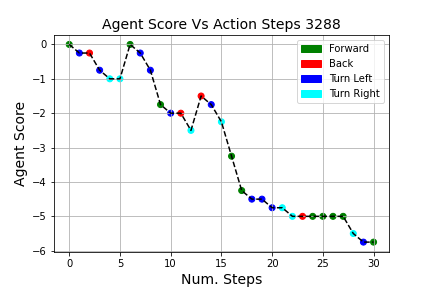 Agent Score Vs Action Steps 3288
Forward
Back
Turn Left
Turn Right
Agent Score
0
−1
−2
−3
−4
−5
−6
0 5 10 15 20 25 30
Num. Steps